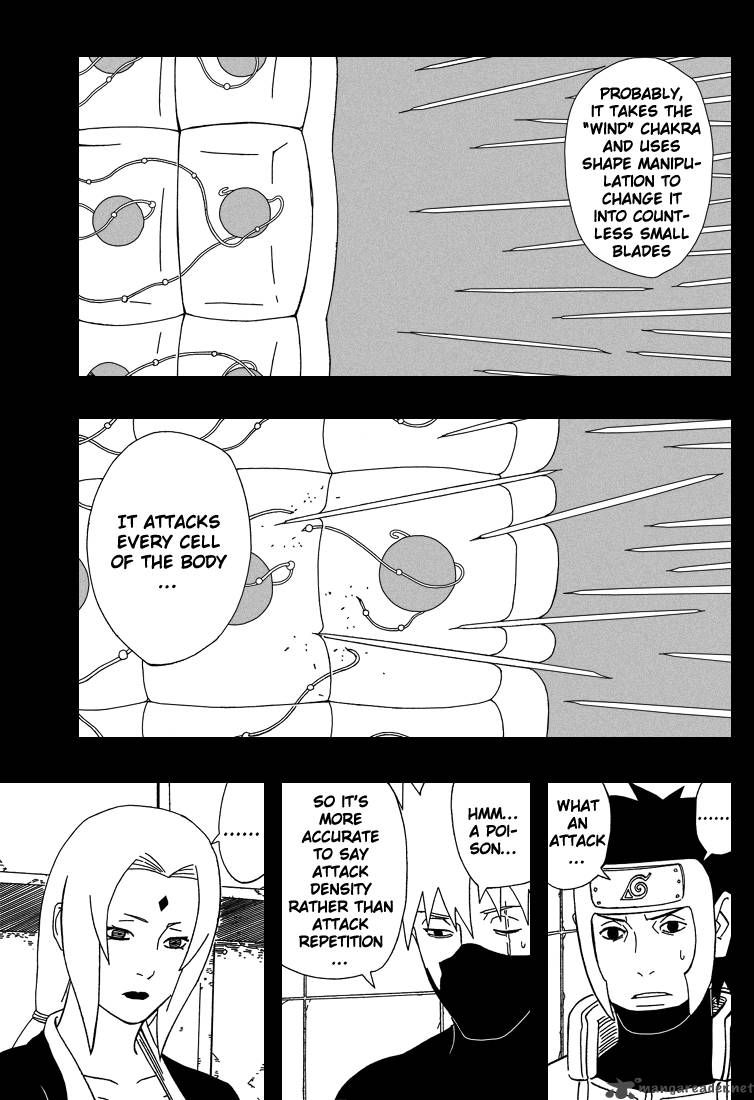 PROBABLY,
IT TAKES THE
"WIND" CHAKRA
AND USES
SHAPE MANIPU-
LATION TO
CHANGE IT
INTO COUNT-
LESS SMALL
BLADES
IT ATTACKS
EVERY CELL
OF THE BODY
...
.......
WHAT
AN
ATTACK
...
HMM...
A POI-
SON...
SO IT'S
MORE
ACCURATE
TO SAY
ATTACK
DENSITY
RATHER THAN
ATTACK
REPETITION
...
.......
mangareader.net